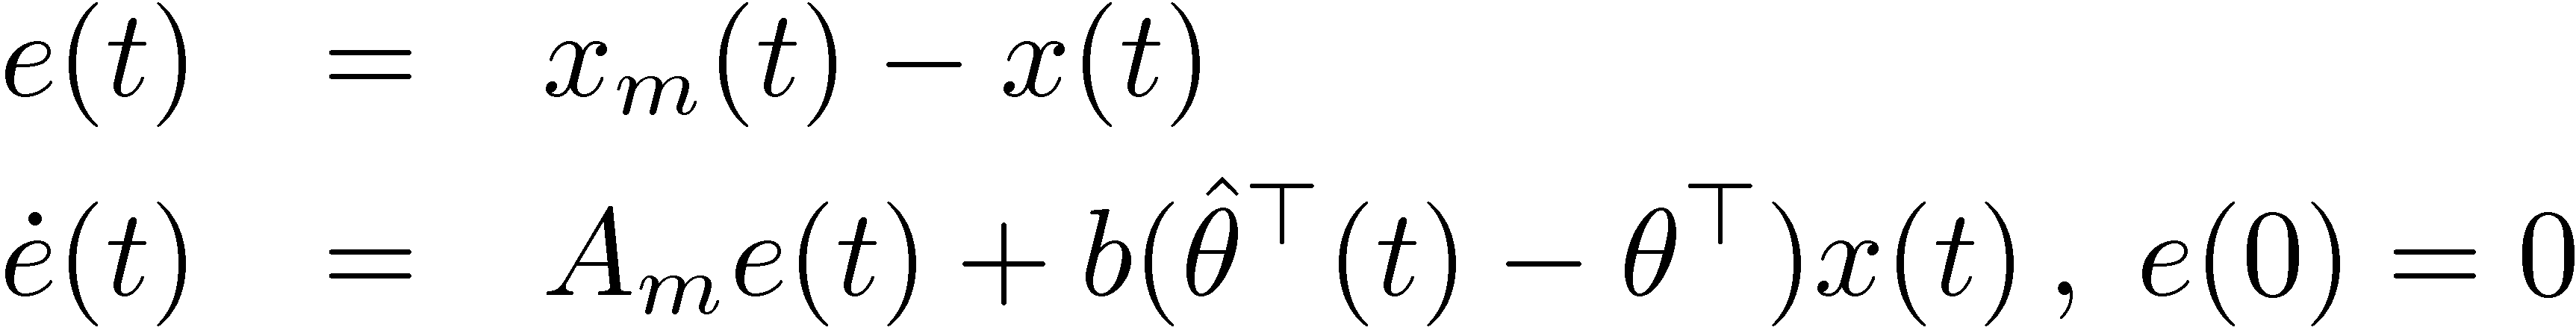 e(t) = x_m(t) − x(t)
ė(t) = A_m e(t) + b(θ̂^⊤(t) − θ^⊤)x(t) , e(0) = 0